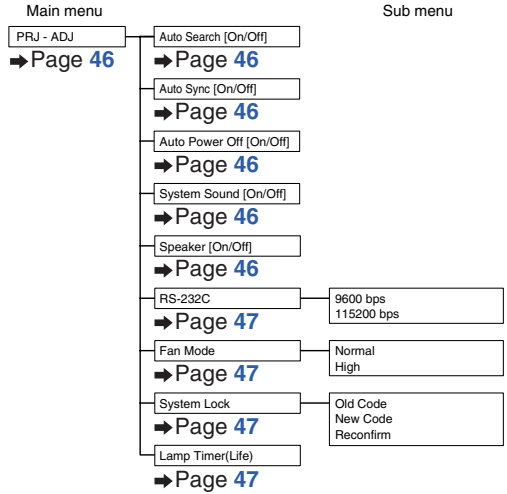 Main menu
Sub menu
PRJ - ADJ
➡Page 46
Auto Search [On/Off]
➡Page 46
Auto Sync [On/Off]
➡Page 46
Auto Power Off [On/Off]
➡Page 46
System Sound [On/Off]
➡Page 46
Speaker [On/Off]
➡Page 46
RS-232C
➡Page 47
9600 bps
115200 bps
Fan Mode
➡Page 47
Normal
High
System Lock
➡Page 47
Old Code
New Code
Reconfirm
Lamp Timer(Life)
➡Page 47